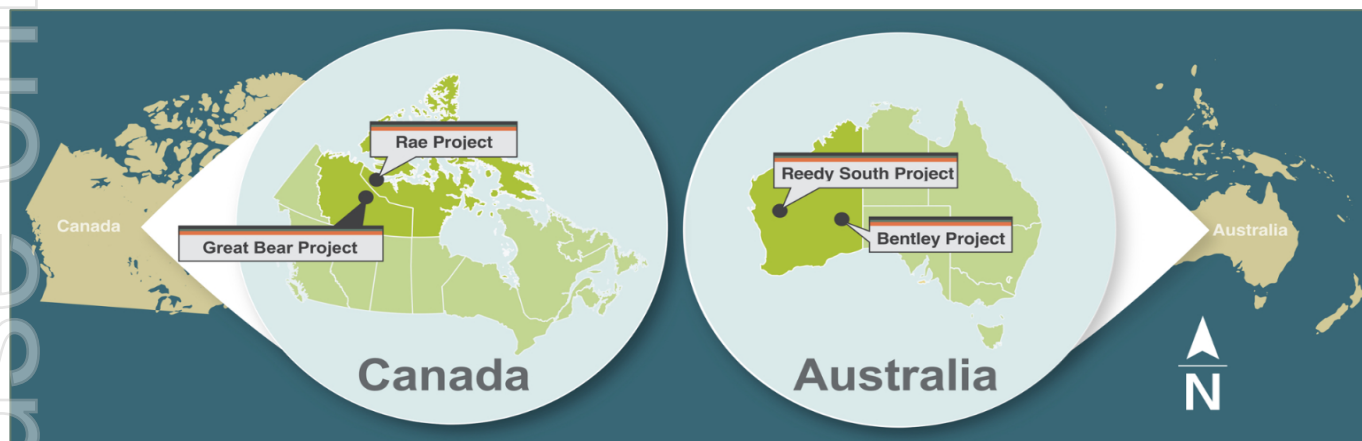 Canada
Rae Project
Great Bear Project
Canada
Reedy South Project
Bentley Project
Australia
Australia
N